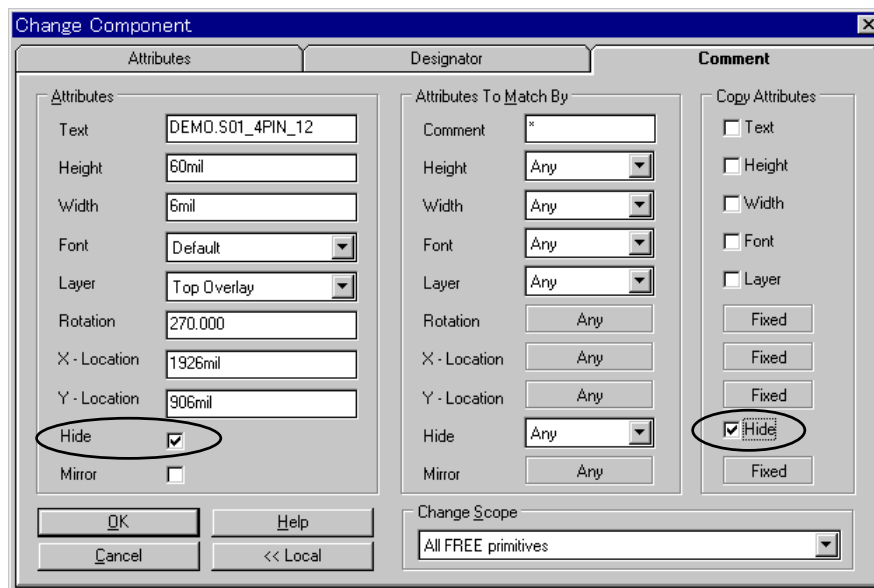 Change Component
Attributes Designator Comment
Attributes Attributes To Match By Copy Attributes
Text DEMO.S01_4PIN_12 Comment * Text
Height 60mil Height Any Height
Width 6mil Width Any Width
Font Default Font Any Font
Layer Top Overlay Layer Any Layer
Rotation 270.000 Rotation Any Fixed
X - Location 1926mil X - Location Any Fixed
Y - Location 906mil Y - Location Any Fixed
Hide Hide Any Hide
Mirror Mirror Any Fixed
OK Help Change Scope
Cancel << Local All FREE primitives